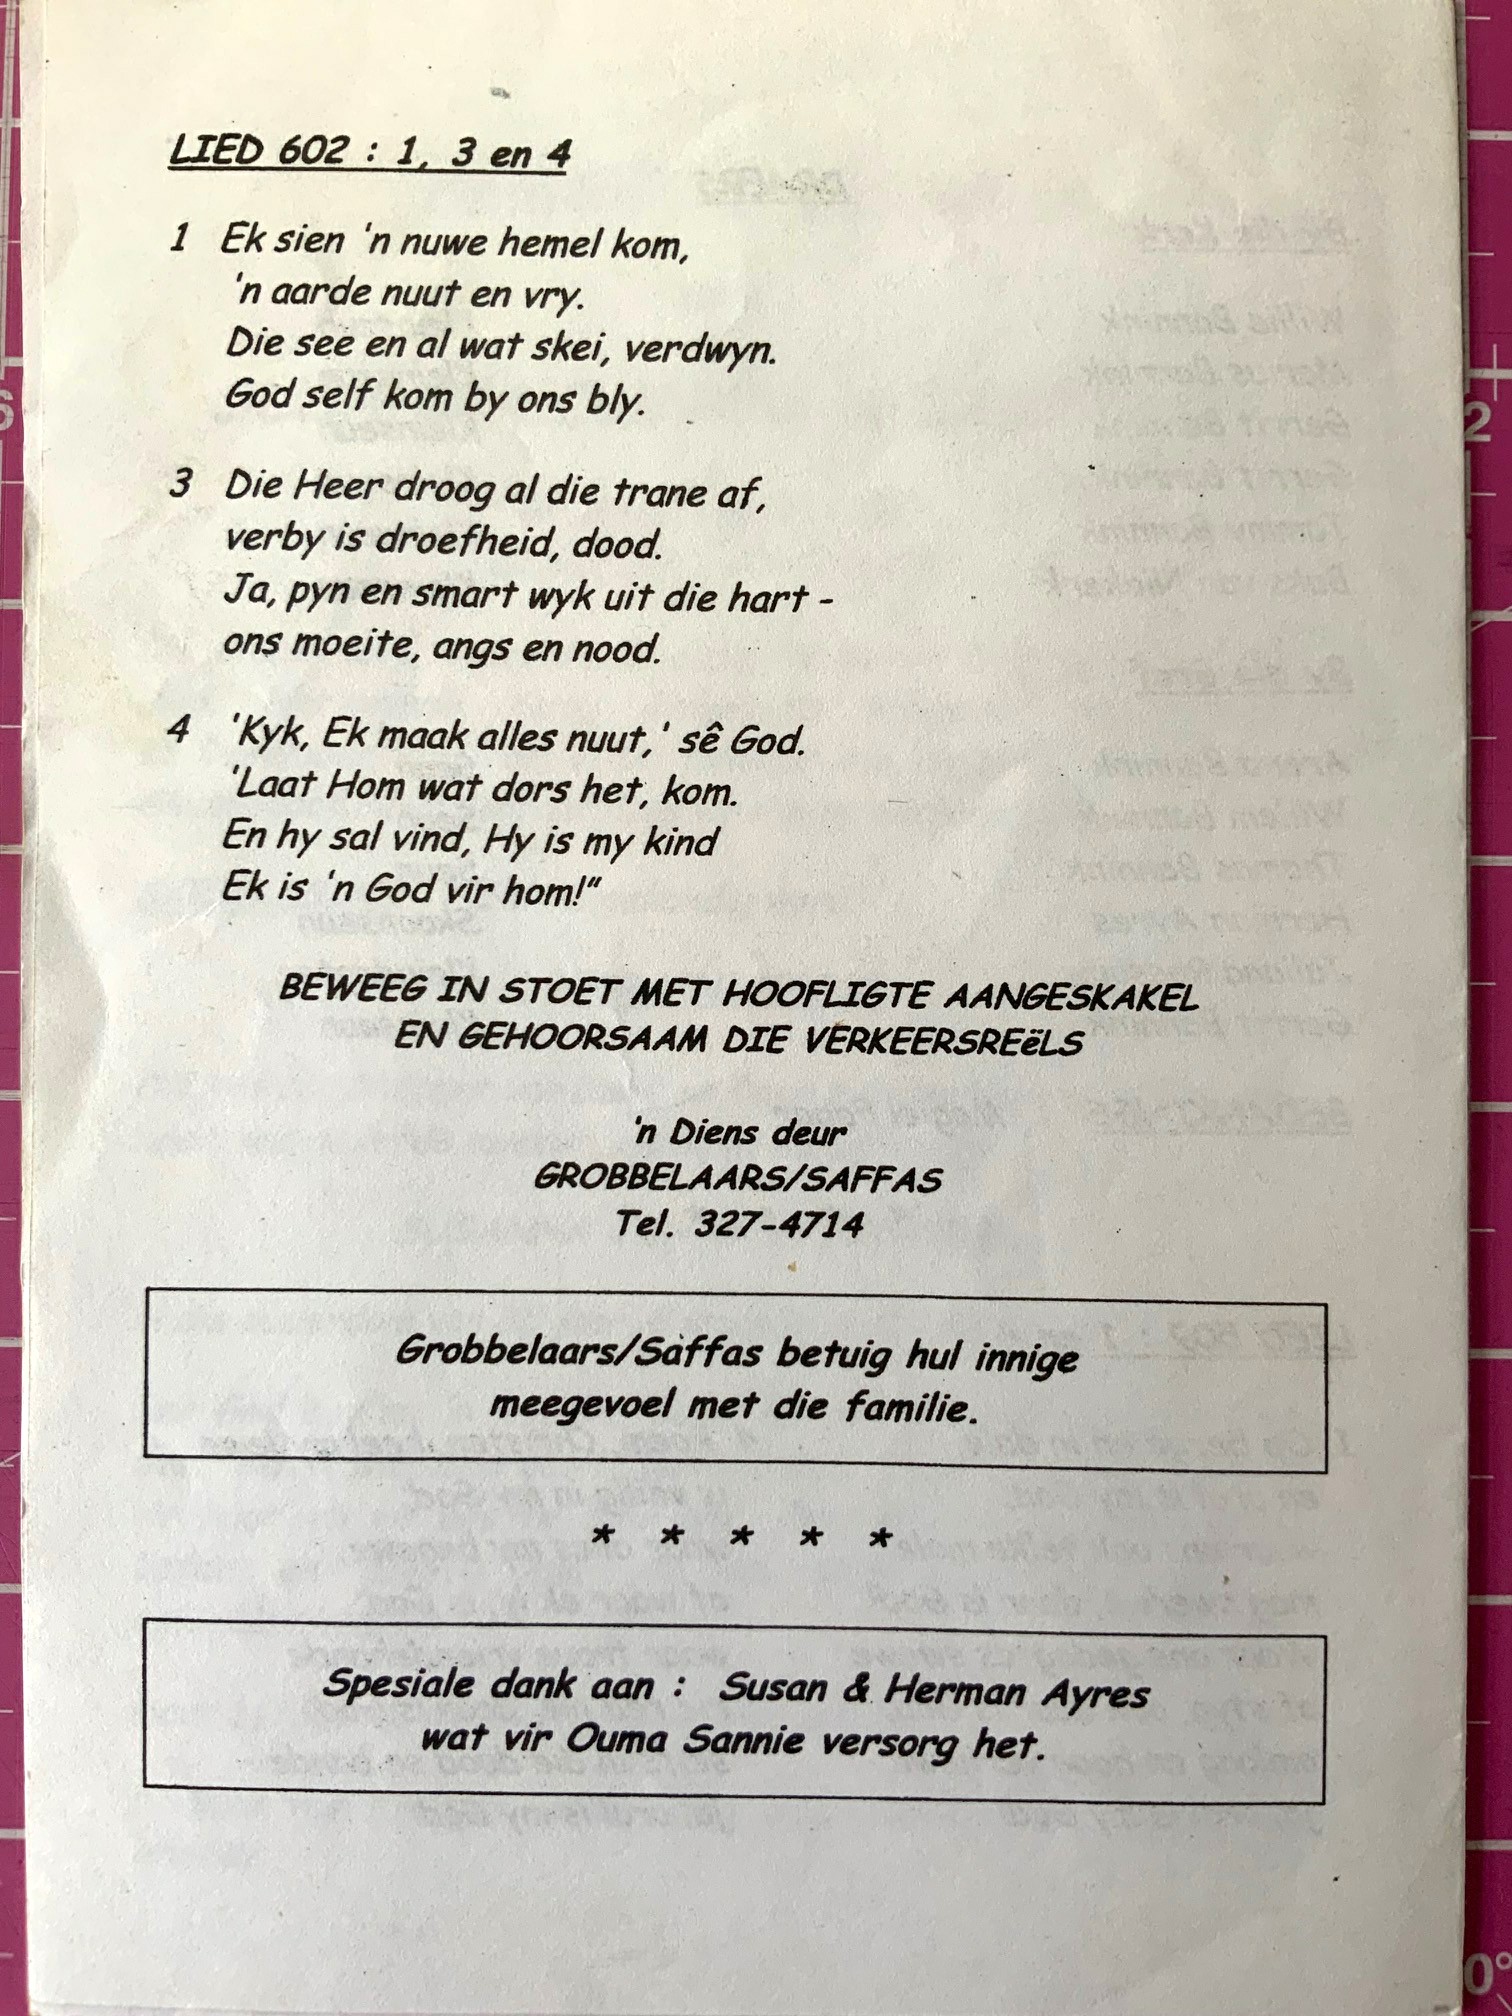 LIED 602 : 1, 3 en 4
1 Ek sien 'n nuwe hemel kom,
'n aarde nuut en vry.
Die see en al wat skei, verdwyn.
God self kom by ons bly.
3 Die Heer droog al die trane af,
verby is droefheid, dood.
Ja, pyn en smart wyk uit die hart -
ons moeite, angs en nood.
4 'Kyk, Ek maak alles nuut,' sê God.
'Laat Hom wat dors het, kom.
En hy sal vind, Hy is my kind
Ek is 'n God vir hom!"
BEWEEG IN STOET MET HOOFLIGTE AANGESKAKEL
EN GEHOORSAAM DIE VERKEERSREëLS
'n Diens deur
GROBBELAARS/SAFFAS
Tel. 327-4714
Grobbelaars/Saffas betuig hul innige
meegevoel met die familie.
* * * * *
Spesiale dank aan : Susan & Herman Ayres
wat vir Ouma Sannie versorg het.